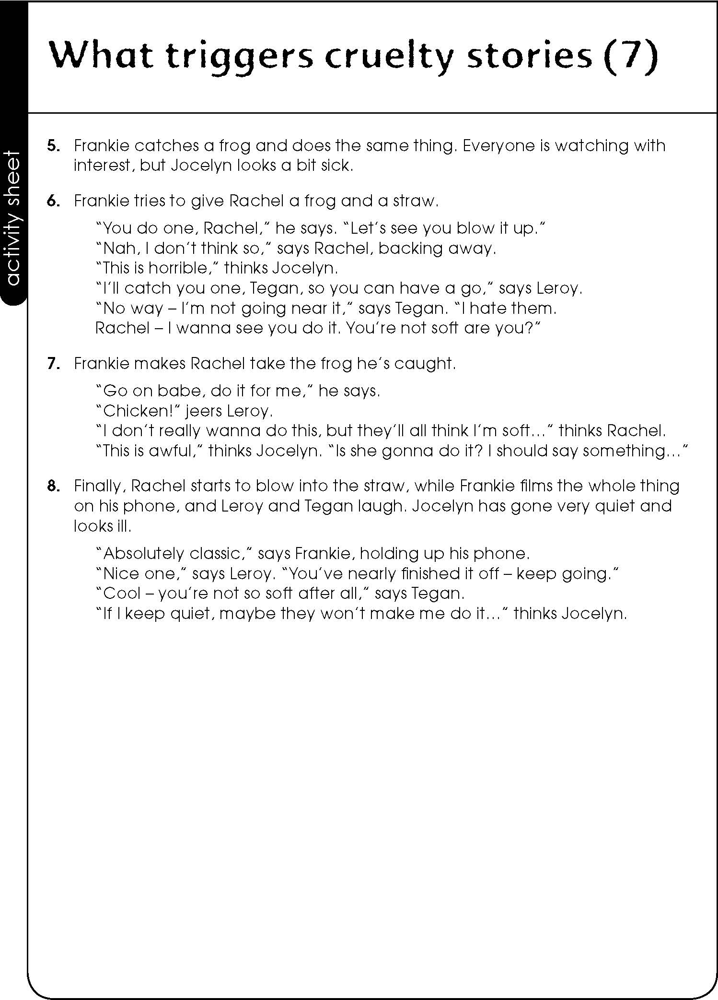 What triggers cruelty stories (7)
activity sheet
5. Frankie catches a frog and does the same thing. Everyone is watching with
interest, but Jocelyn looks a bit sick.
6. Frankie tries to give Rachel a frog and a straw.
“You do one, Rachel,” he says. “Let’s see you blow it up.”
“Nah, I don’t think so,” says Rachel, backing away.
“This is horrible,” thinks Jocelyn.
“I’ll catch you one, Tegan, so you can have a go,” says Leroy.
“No way – I’m not going near it,” says Tegan. “I hate them.
Rachel – I wanna see you do it. You’re not soft are you?”
7. Frankie makes Rachel take the frog he’s caught.
“Go on babe, do it for me,” he says.
“Chicken!” jeers Leroy.
“I don’t really wanna do this, but they’ll all think I’m soft…” thinks Rachel.
“This is awful,” thinks Jocelyn. “Is she gonna do it? I should say something…”
8. Finally, Rachel starts to blow into the straw, while Frankie films the whole thing
on his phone, and Leroy and Tegan laugh. Jocelyn has gone very quiet and
looks ill.
“Absolutely classic,” says Frankie, holding up his phone.
“Nice one,” says Leroy. “You’ve nearly finished it off – keep going.”
“Cool – you’re not so soft after all,” says Tegan.
“If I keep quiet, maybe they won’t make me do it…” thinks Jocelyn.